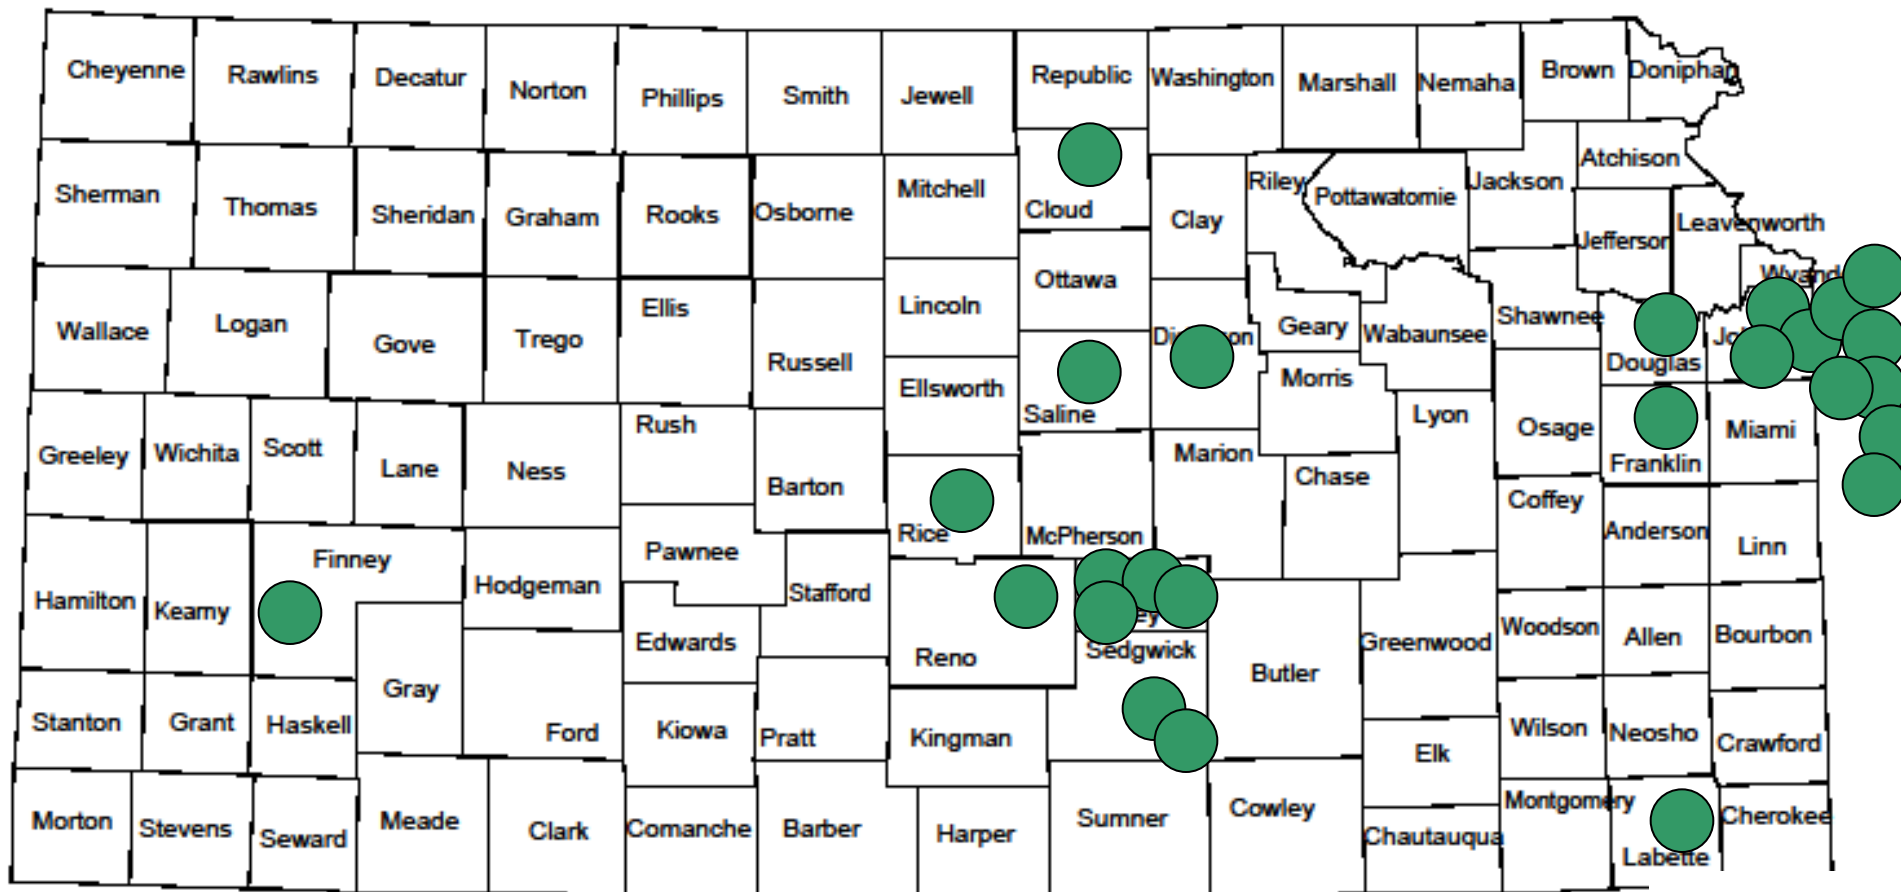 Cheyenne
Rawlins
Decatur
Norton
Phillips
Smith
Jewell
Republic
Washington
Marshall
Nemaha
Brown
Doniphan
Sherman
Thomas
Sheridan
Graham
Rooks
Osborne
Mitchell
Cloud
Clay
Riley
Pottawatomie
Jackson
Atchison
Jefferson
Leavenworth
Wyand
Wallace
Logan
Gove
Trego
Ellis
Russell
Lincoln
Ottawa
Saline
Di on
Geary
Wabaunsee
Shawnee
Douglas
Jo
Greeley
Wichita
Scott
Lane
Ness
Rush
Barton
Ellsworth
Rice
McPherson
Marion
Morris
Chase
Lyon
Osage
Franklin
Miami
Coffey
Anderson
Linn
Hamilton
Kearny
Finney
Hodgeman
Pawnee
Stafford
Edwards
Reno
ey
Sedgwick
Butler
Greenwood
Woodson
Allen
Bourbon
Stanton
Grant
Haskell
Gray
Ford
Kiowa
Pratt
Kingman
Elk
Wilson
Neosho
Crawford
Morton
Stevens
Seward
Meade
Clark
Comanche
Barber
Harper
Sumner
Cowley
Chautauqua
Montgomery
Labette
Cherokee